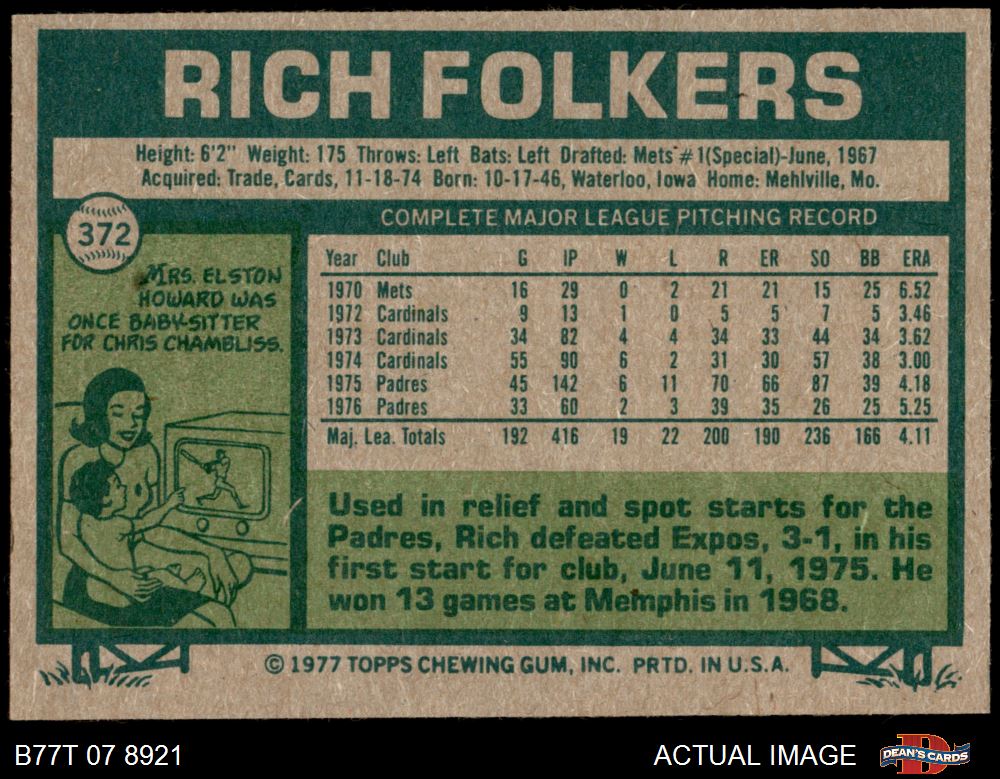 RICH FOLKERS
Height: 6'2" Weight: 175 Throws: Left Bats: Left Drafted: Mets #1(Special)-June, 1967
Acquired: Trade, Cards, 11-18-74 Born: 10-17-46, Waterloo, Iowa Home: Mehlville, Mo.
372
MRS. ELSTON
HOWARD WAS
ONCE BABY-SITTER
FOR CHRIS CHAMBLISS.
COMPLETE MAJOR LEAGUE PITCHING RECORD
Year Club G IP W L R ER SO BB ERA
1970 Mets 16 29 0 2 21 21 15 25 6.52
1972 Cardinals 9 13 1 0 5 5 7 5 3.46
1973 Cardinals 34 82 4 4 34 33 44 34 3.62
1974 Cardinals 55 90 6 2 31 30 57 38 3.00
1975 Padres 45 142 6 11 70 66 87 39 4.18
1976 Padres 33 60 2 3 39 35 26 25 5.25
Maj. Lea. Totals 192 416 19 22 200 190 236 166 4.11
Used in relief and spot starts for the
Padres, Rich defeated Expos, 3-1, in his
first start for club, June 11, 1975. He
won 13 games at Memphis in 1968.
© 1977 TOPPS CHEWING GUM, INC. PRTD. IN U.S.A.
B77T 07 8921
ACTUAL IMAGE
DEAN'S CARDS